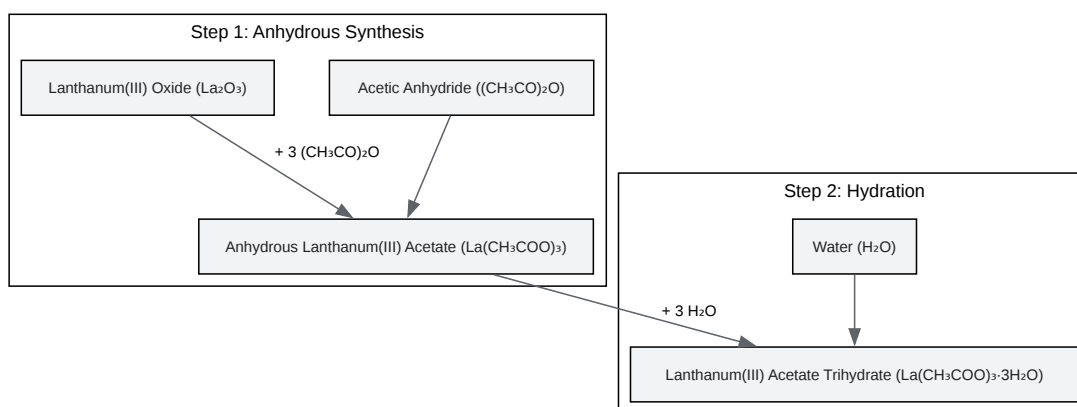 Step 1: Anhydrous Synthesis
Lanthanum(III) Oxide (La₂O₃)
Acetic Anhydride ((CH₃CO)₂O)
+ 3 (CH₃CO)₂O
Anhydrous Lanthanum(III) Acetate (La(CH₃COO)₃)
Step 2: Hydration
Water (H₂O)
+ 3 H₂O
Lanthanum(III) Acetate Trihydrate (La(CH₃COO)₃·3H₂O)